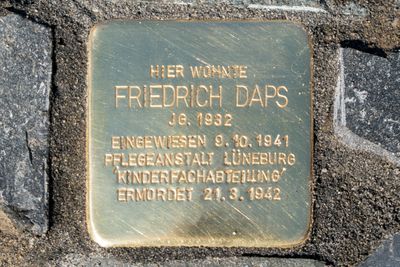 HIER WOHNTE
FRIEDRICH DAPS
JG. 1932
EINGEWIESEN 9.10.1941
PFLEGEANSTALT LÜNEBURG
'KINDERFACHABTEILUNG'
ERMORDET 21.3.1942